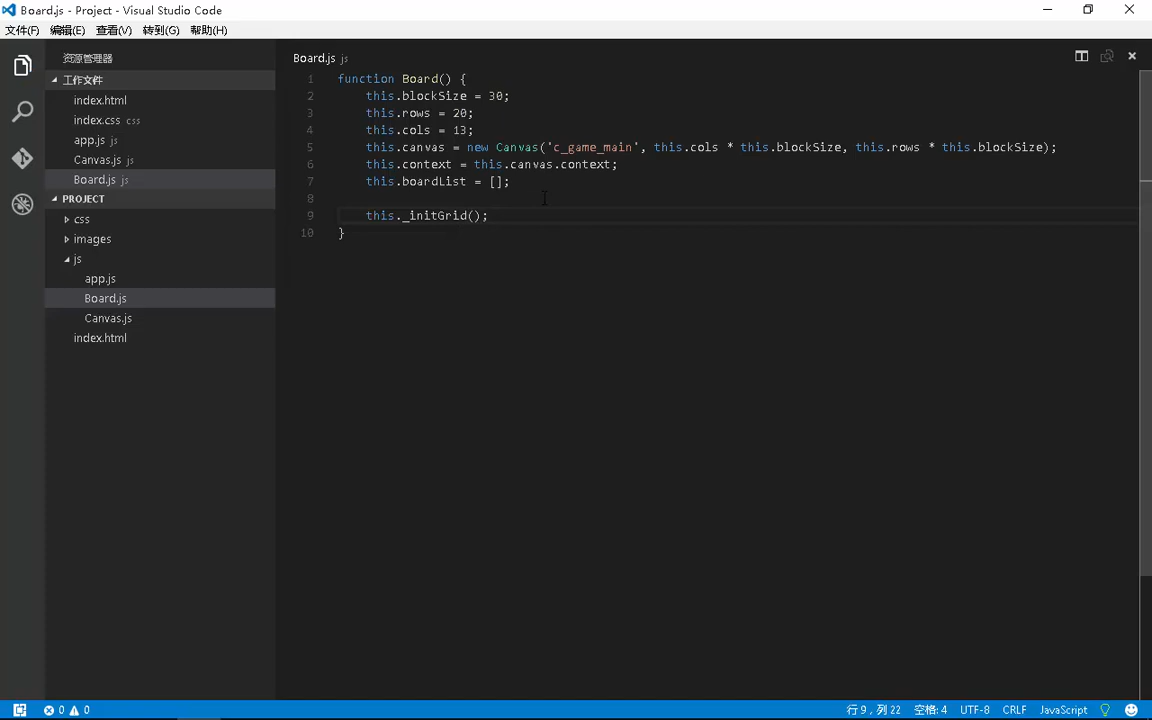 Board.js - Project - Visual Studio Code
文件(F) 编辑(E) 查看(V) 转到(G) 帮助(H)
资源管理器
工作文件
index.html
index.css css
app.js js
Canvas.js js
Board.js js
PROJECT
css
images
js
app.js
Board.js
Canvas.js
index.html
Board.js js
1 function Board() {
2 this.blockSize = 30;
3 this.rows = 20;
4 this.cols = 13;
5 this.canvas = new Canvas('c_game_main', this.cols * this.blockSize, this.rows * this.blockSize);
6 this.context = this.canvas.context;
7 this.boardList = [];
8
9 this._initGrid();
10 }
0 0 行 9 , 列 22 空格: 4 UTF-8 CRLF JavaScript